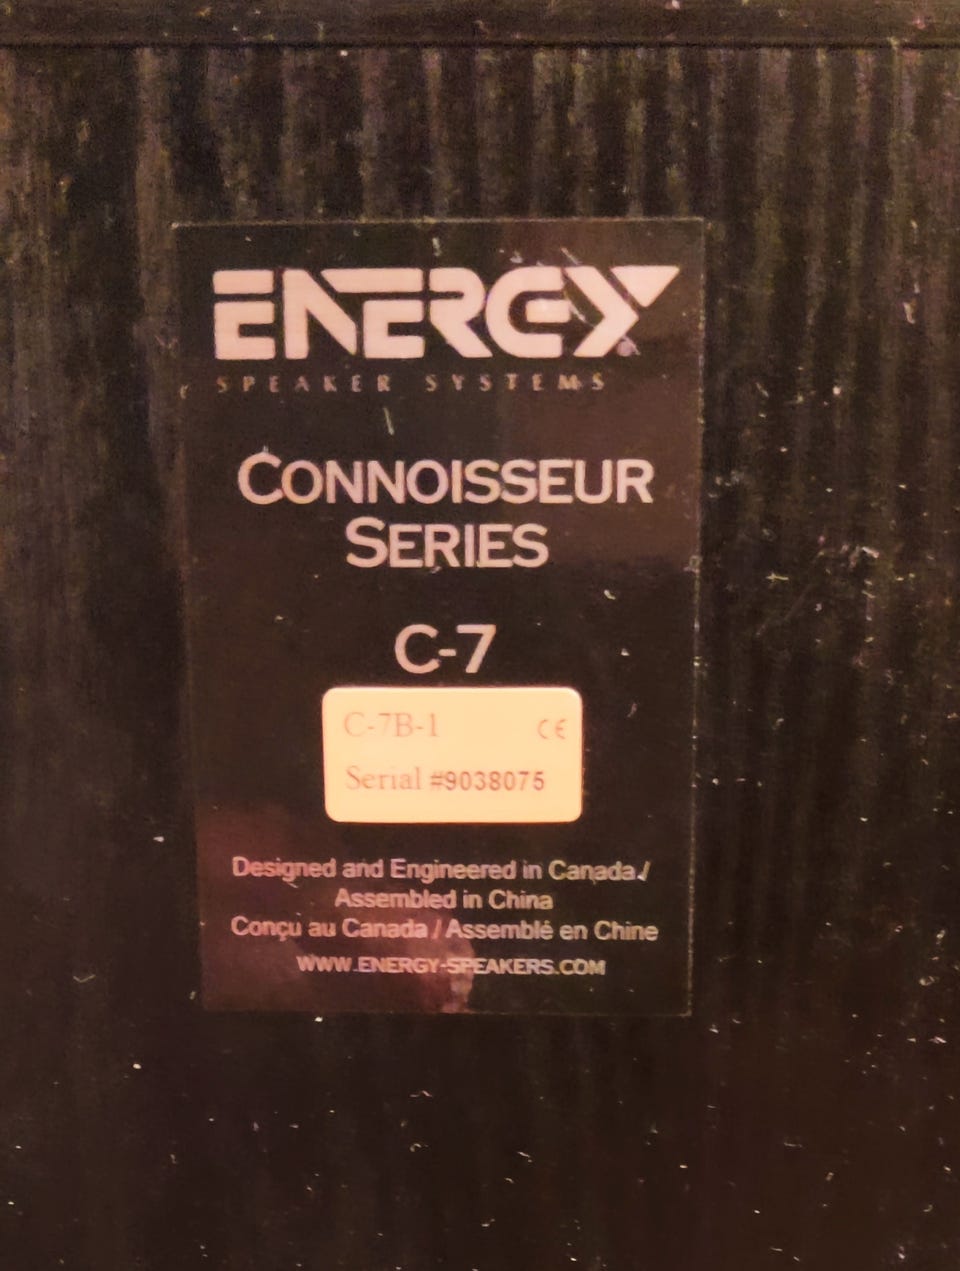 ENERGY
SPEAKER SYSTEMS
CONNOISSEUR
SERIES
C-7
C-7B-1 CE
Serial #9038075
Designed and Engineered in Canada /
Assembled in China
Conçu au Canada / Assemblé en Chine
WWW.ENERGY-SPEAKERS.COM